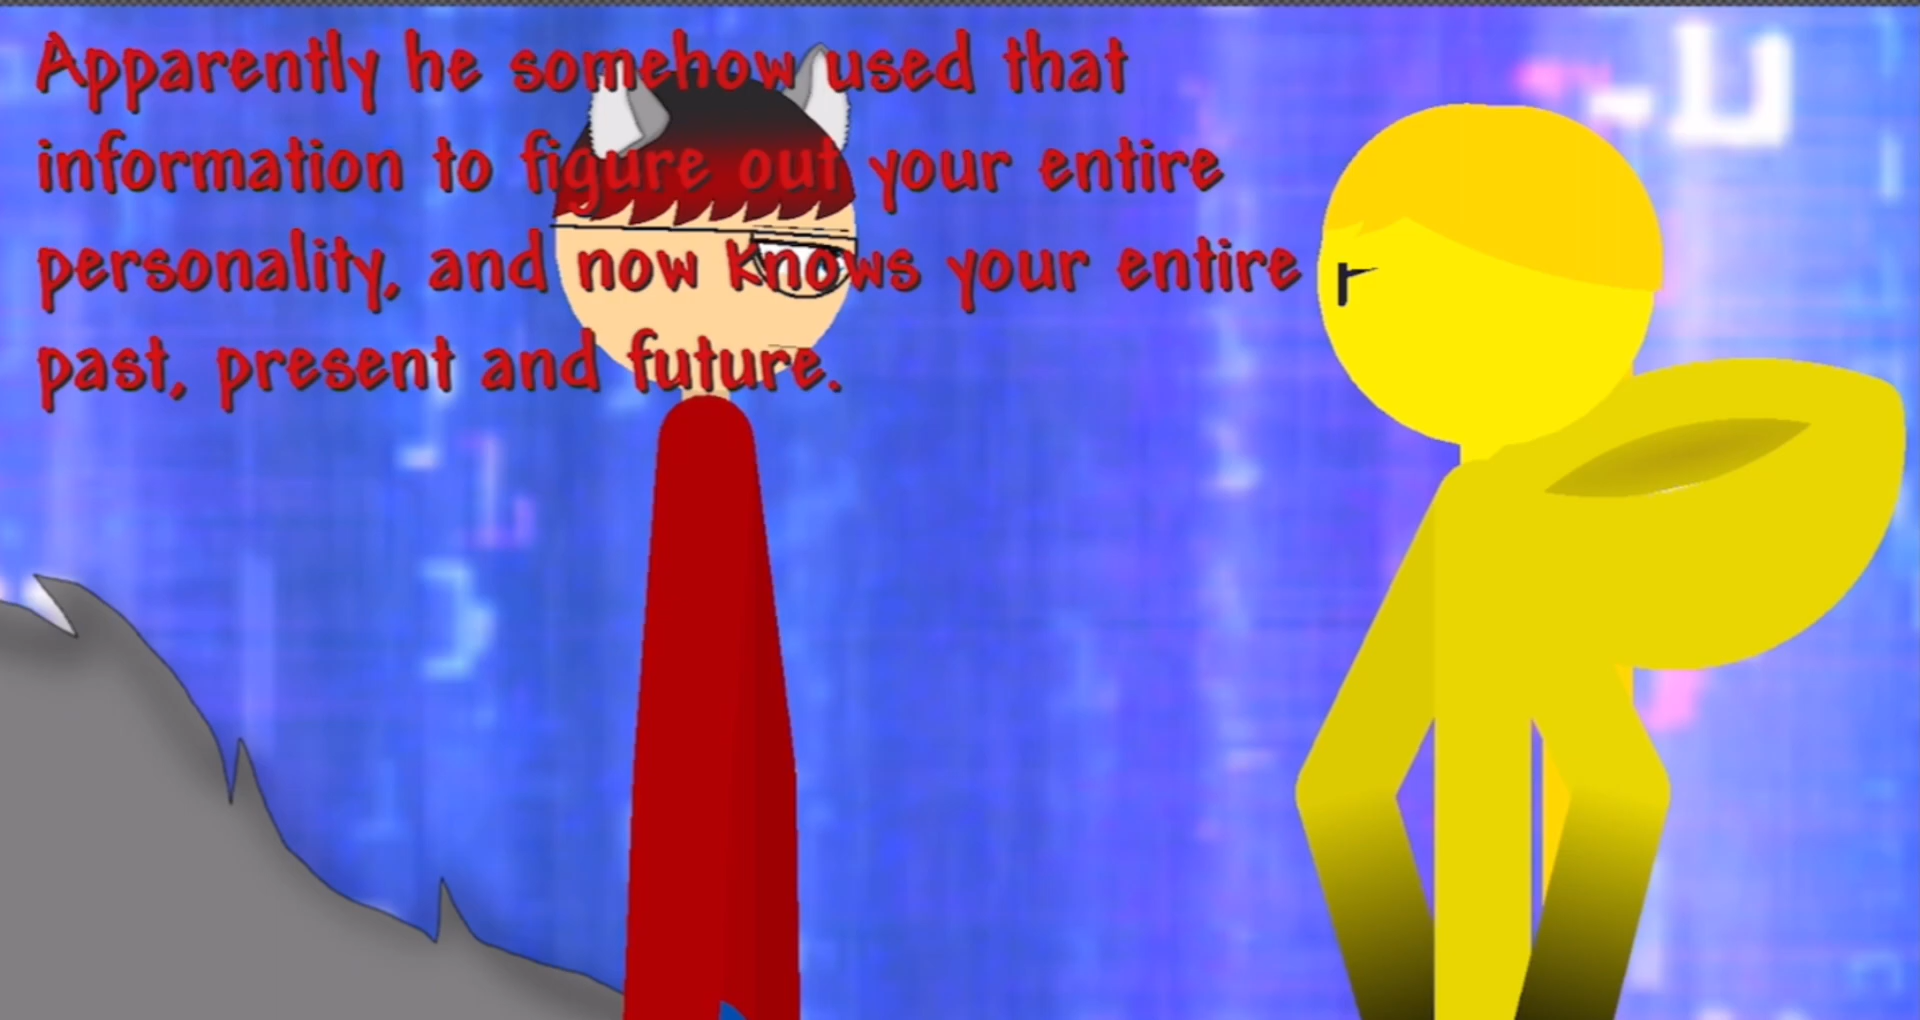 Apparently he somehow used that
information to figure out your entire
personality, and now knows your entire
past, present and future.